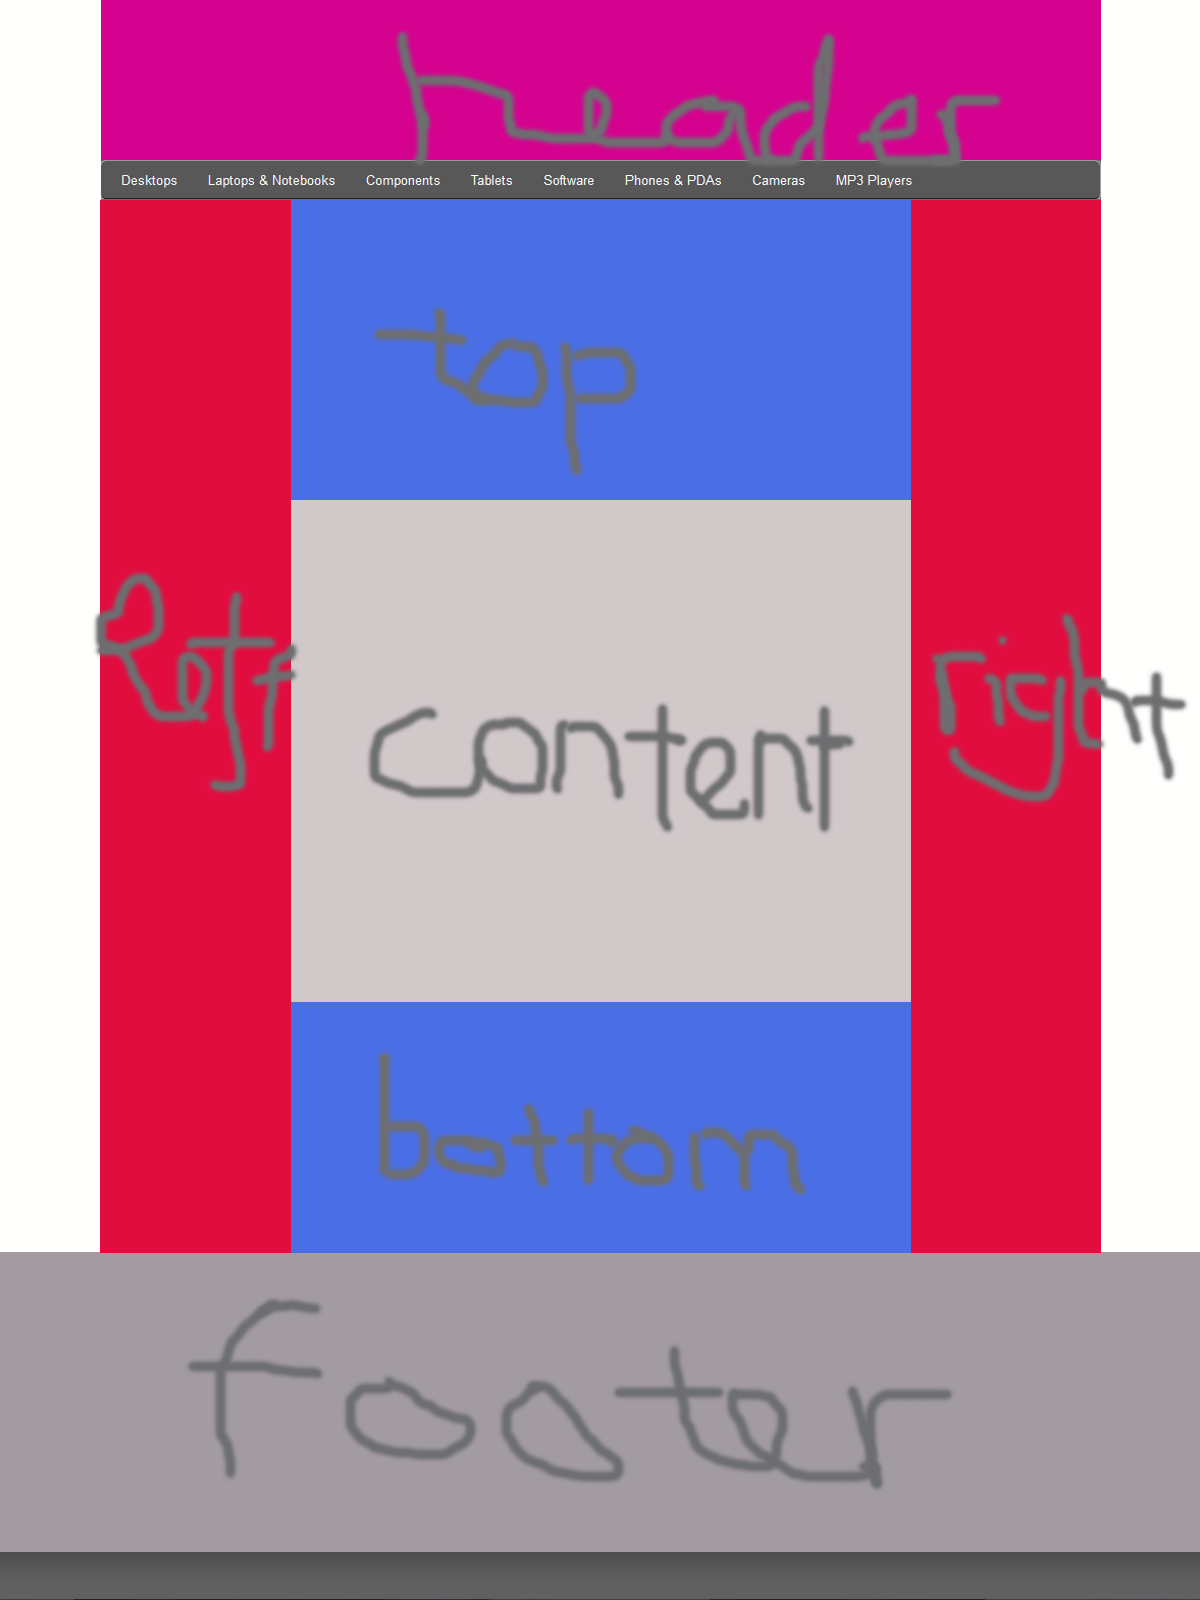 header
Desktops Laptops & Notebooks Components Tablets Software Phones & PDAs Cameras MP3 Players
top
left
content
right
bottom
footer